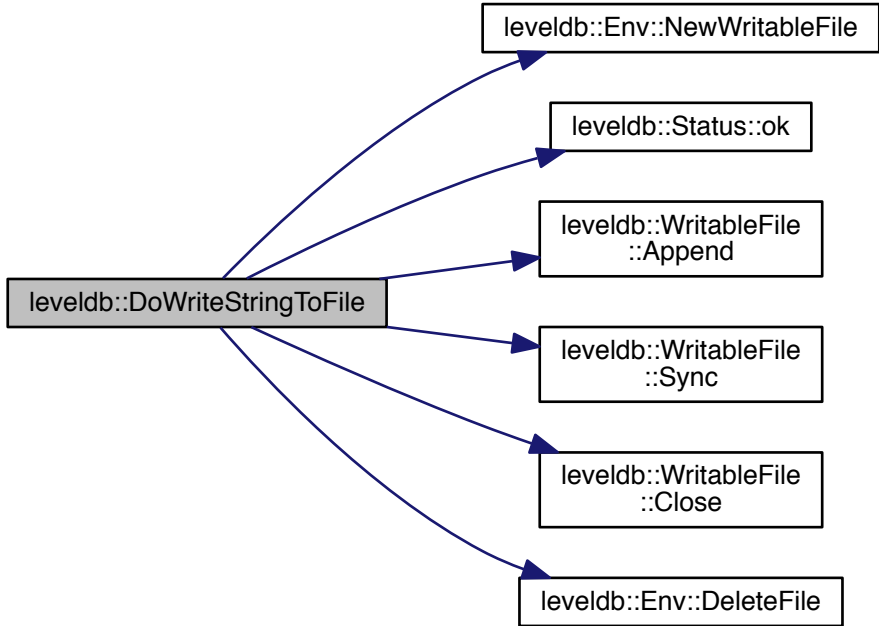 leveldb::Env::NewWritableFile
leveldb::Status::ok
leveldb::WritableFile
::Append
leveldb::DoWriteStringToFile
leveldb::WritableFile
::Sync
leveldb::WritableFile
::Close
leveldb::Env::DeleteFile